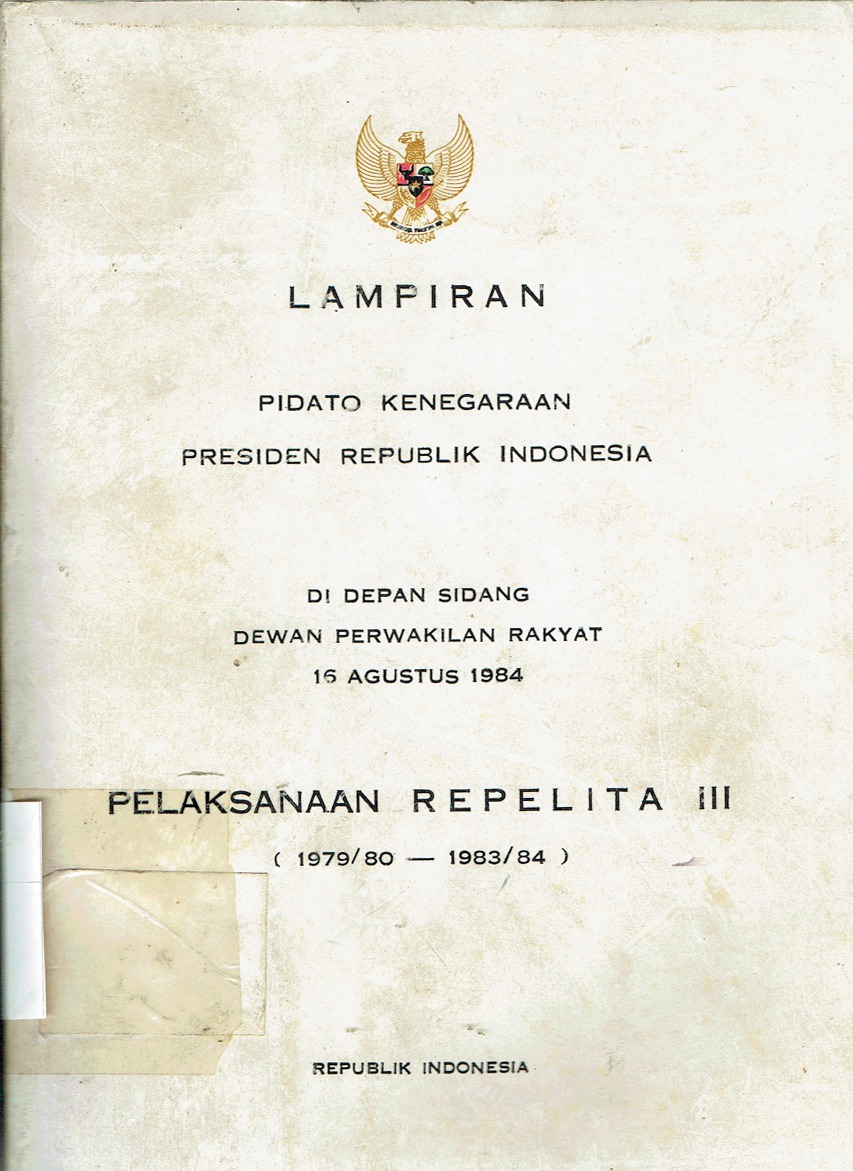 LAMPIRAN
PIDATO KENEGARAAN
PRESIDEN REPUBLIK INDONESIA
DI DEPAN SIDANG
DEWAN PERWAKILAN RAKYAT
16 AGUSTUS 1984
PELAKSANAAN REPELITA III
( 1979/80 — 1983/84 )
REPUBLIK INDONESIA